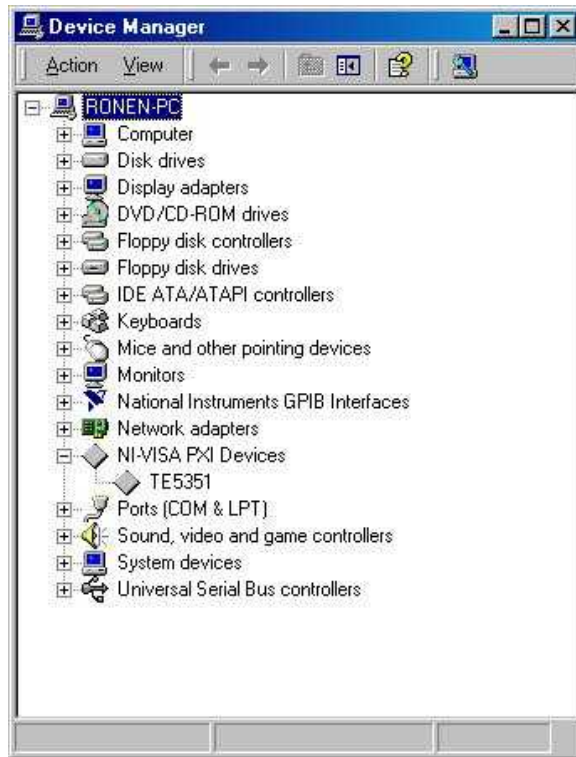 Device Manager
Action View
RONEN-PC
Computer
Disk drives
Display adapters
DVD/CD-ROM drives
Floppy disk controllers
Floppy disk drives
IDE ATA/ATAPI controllers
Keyboards
Mice and other pointing devices
Monitors
National Instruments GPIB Interfaces
Network adapters
NI-VISA PXI Devices
TE5351
Ports (COM & LPT)
Sound, video and game controllers
System devices
Universal Serial Bus controllers